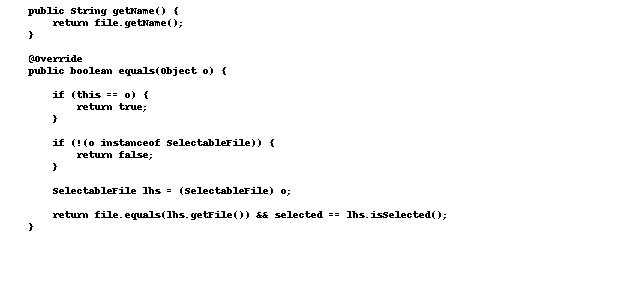 public String getName() {
return file.getName();
}
@Override
public boolean equals(Object o) {
if (this == o) {
return true;
}
if (!(o instanceof SelectableFile)) {
return false;
}
SelectableFile lhs = (SelectableFile) o;
return file.equals(lhs.getFile()) && selected == lhs.isSelected();
}